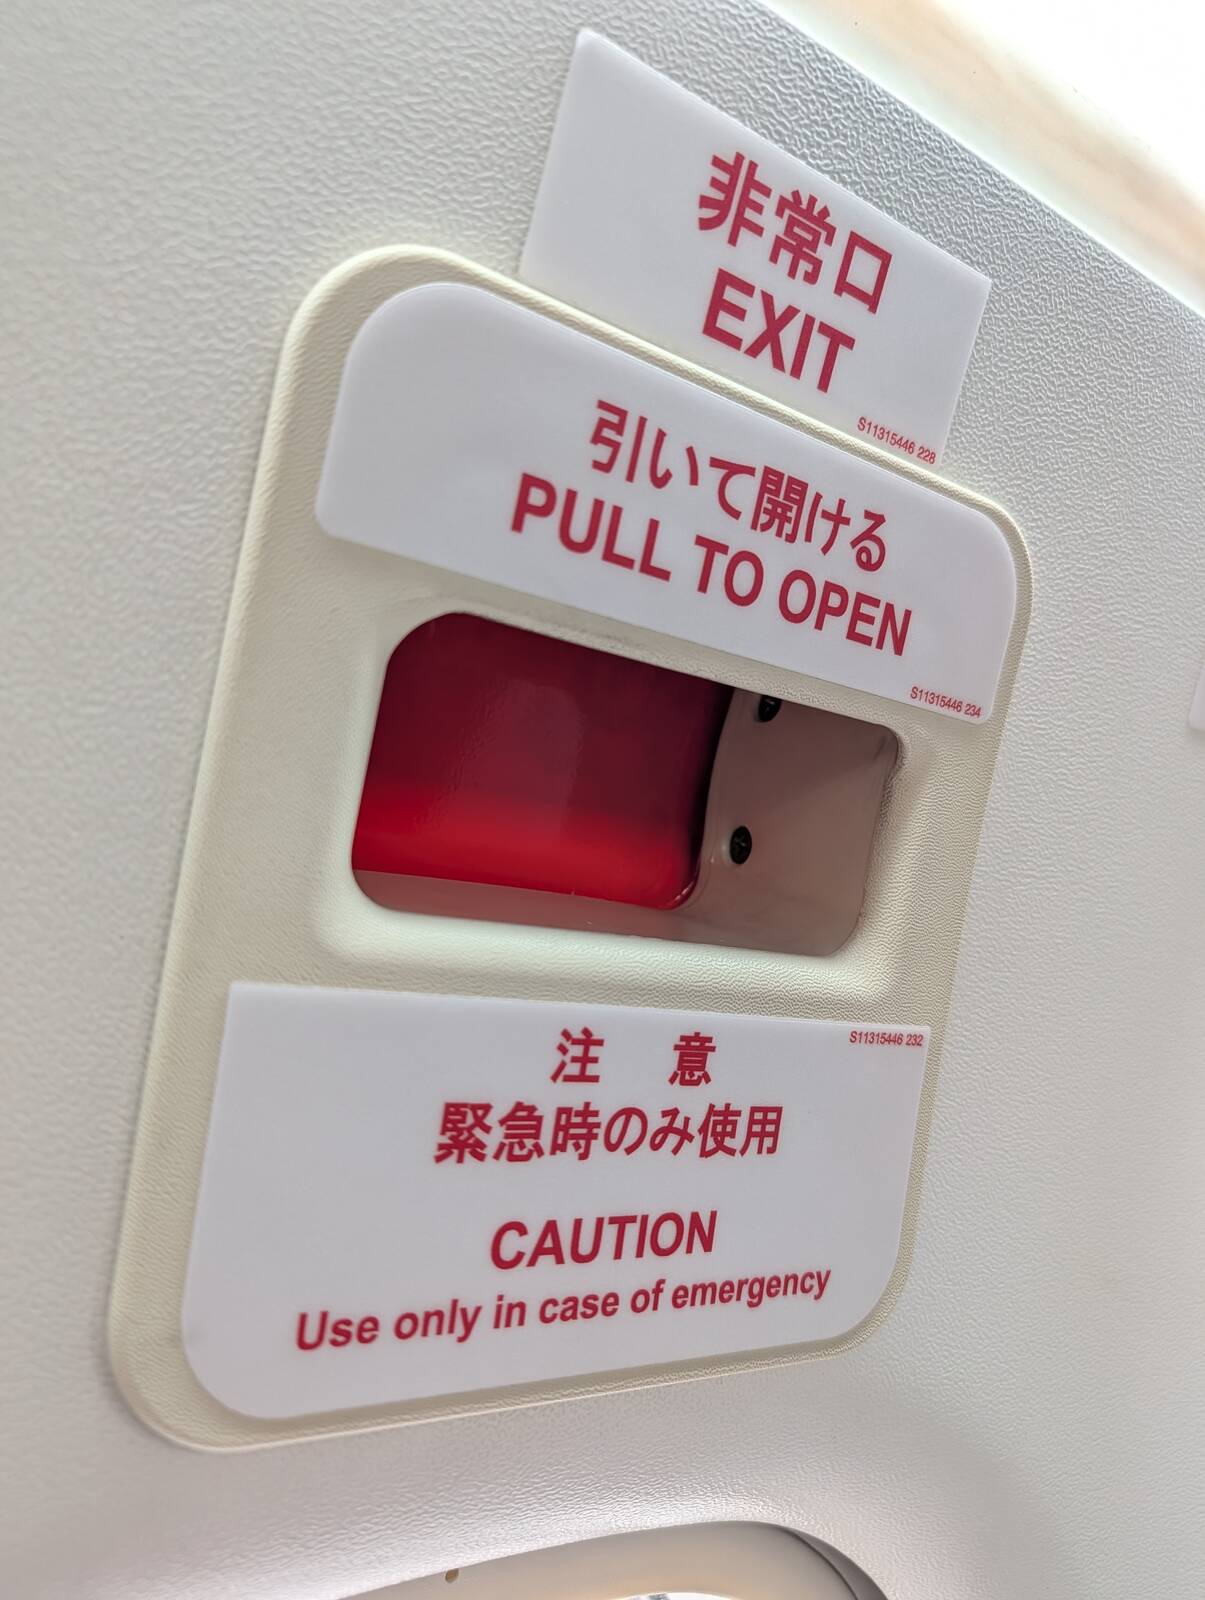 非常口
EXIT
S11315446 228
引いて開ける
PULL TO OPEN
S11315446 234
S11315446 232
注 意
緊急時のみ使用
CAUTION
Use only in case of emergency